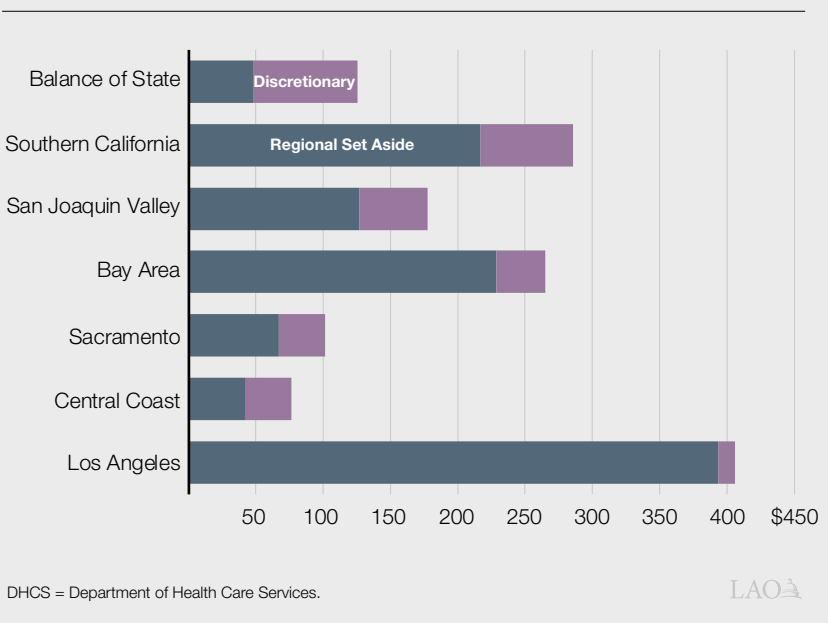 Balance of State
Discretionary
Southern California
Regional Set Aside
San Joaquin Valley
Bay Area
Sacramento
Central Coast
Los Angeles
50 100 150 200 250 300 350 400 $450
DHCS = Department of Health Care Services.
LAO